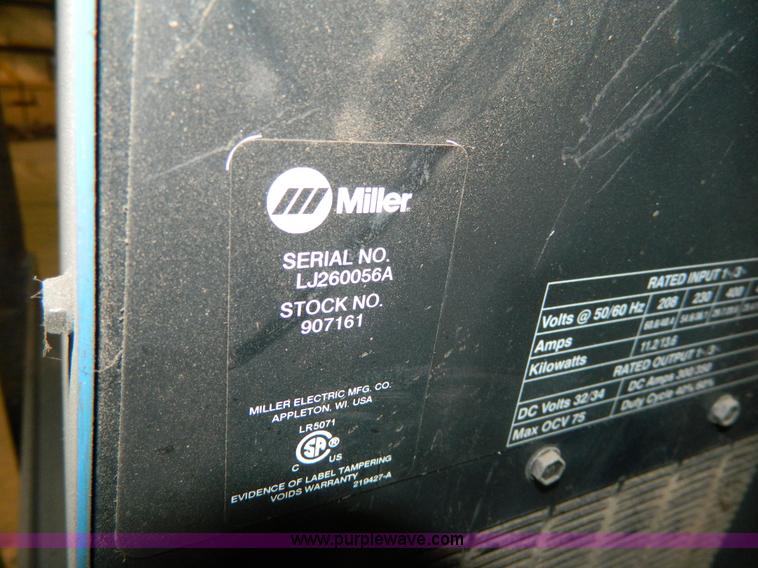 Miller
SERIAL NO.
LJ260056A
STOCK NO.
907161
MILLER ELECTRIC MFG. CO.
APPLETON, WI. USA
LR5071
CSA®
C US
EVIDENCE OF LABEL TAMPERING
VOIDS WARRANTY 219427-A
RATED INPUT 1~ 3~
Volts @ 50/60 Hz 208 230 400
Amps
Kilowatts 11.2/13.6
RATED OUTPUT 1~ 3~
DC Volts 32/34 DC Amps 300/350
Max OCV 75 Duty Cycle 40%/60%
www.purplewave.com